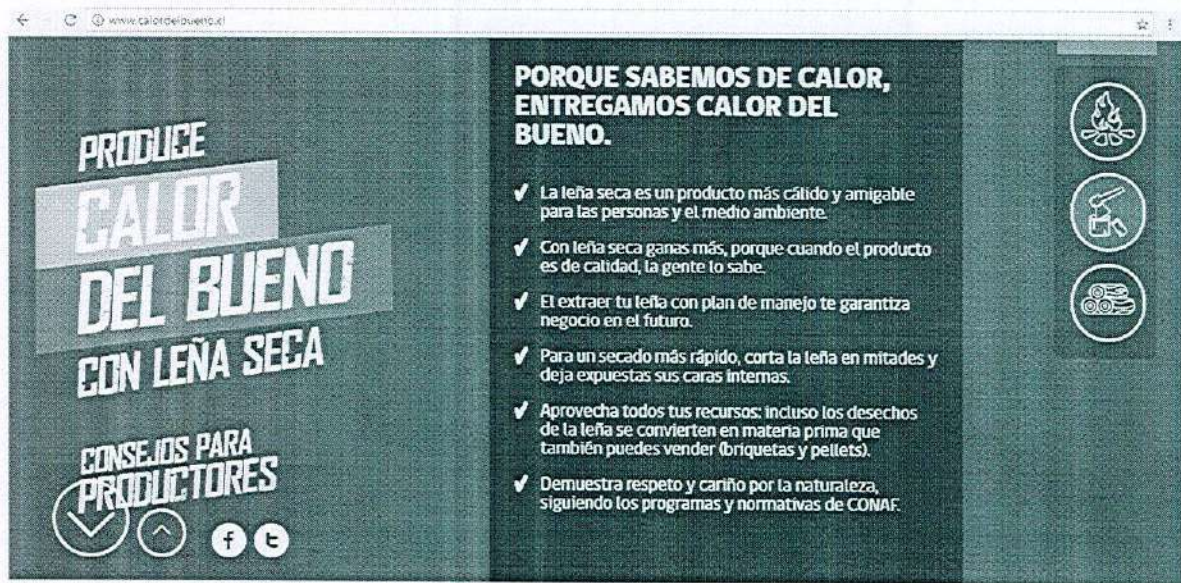 www.calordelbueno.cl
PRODUCE
CALOR
DEL BUENO
CON LEÑA SECA
CONSEJOS PARA
PRODUCTORES
PORQUE SABEMOS DE CALOR,
ENTREGAMOS CALOR DEL
BUENO.
La leña seca es un producto más cálido y amigable
para las personas y el medio ambiente.
Con leña seca ganas más, porque cuando el producto
es de calidad, la gente lo sabe.
El extraer tu leña con plan de manejo te garantiza
negocio en el futuro.
Para un secado más rápido, corta la leña en mitades y
deja expuestas sus caras internas.
Aprovecha todos tus recursos: incluso los desechos
de la leña se convierten en materia prima que
también puedes vender (briquetas y pellets).
Demuestra respeto y cariño por la naturaleza,
siguiendo los programas y normativas de CONAF.